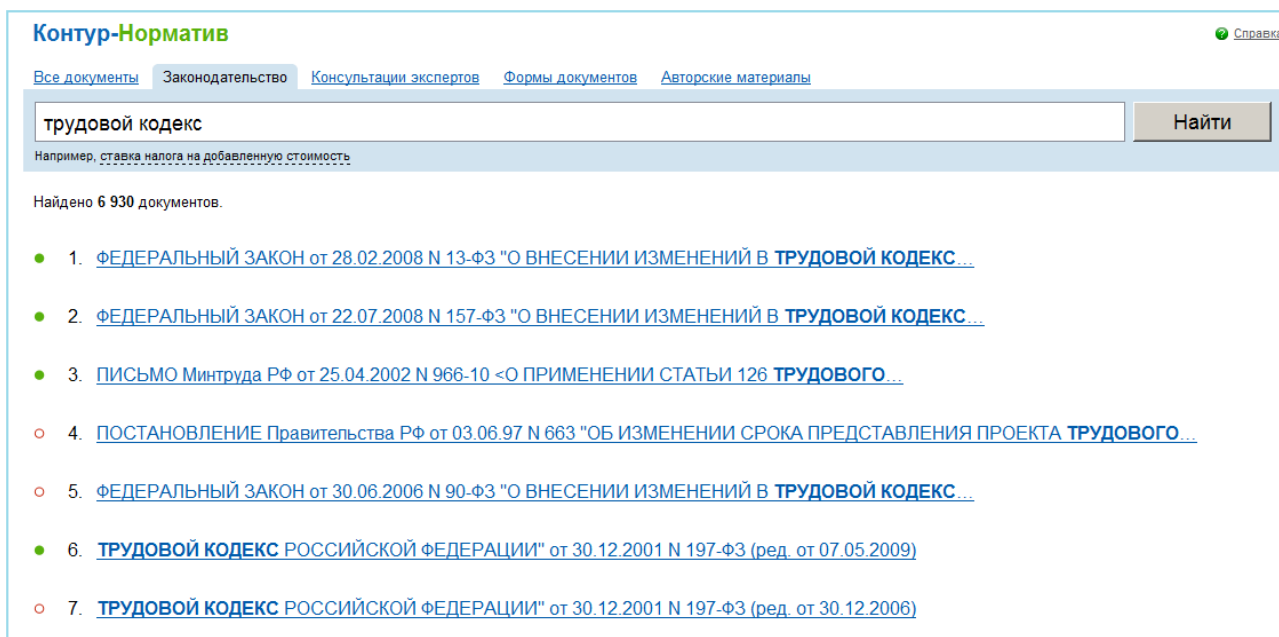 Контур-Норматив
Справка
Все документы Законодательство Консультации экспертов Формы документов Авторские материалы
трудовой кодекс Найти
Например, ставка налога на добавленную стоимость
Найдено 6 930 документов.
1. ФЕДЕРАЛЬНЫЙ ЗАКОН от 28.02.2008 N 13-ФЗ "О ВНЕСЕНИИ ИЗМЕНЕНИЙ В ТРУДОВОЙ КОДЕКС...
2. ФЕДЕРАЛЬНЫЙ ЗАКОН от 22.07.2008 N 157-ФЗ "О ВНЕСЕНИИ ИЗМЕНЕНИЙ В ТРУДОВОЙ КОДЕКС...
3. ПИСЬМО Минтруда РФ от 25.04.2002 N 966-10 <О ПРИМЕНЕНИИ СТАТЬИ 126 ТРУДОВОГО...
4. ПОСТАНОВЛЕНИЕ Правительства РФ от 03.06.97 N 663 "ОБ ИЗМЕНЕНИИ СРОКА ПРЕДСТАВЛЕНИЯ ПРОЕКТА ТРУДОВОГО...
5. ФЕДЕРАЛЬНЫЙ ЗАКОН от 30.06.2006 N 90-ФЗ "О ВНЕСЕНИИ ИЗМЕНЕНИЙ В ТРУДОВОЙ КОДЕКС...
6. ТРУДОВОЙ КОДЕКС РОССИЙСКОЙ ФЕДЕРАЦИИ" от 30.12.2001 N 197-ФЗ (ред. от 07.05.2009)
7. ТРУДОВОЙ КОДЕКС РОССИЙСКОЙ ФЕДЕРАЦИИ" от 30.12.2001 N 197-ФЗ (ред. от 30.12.2006)